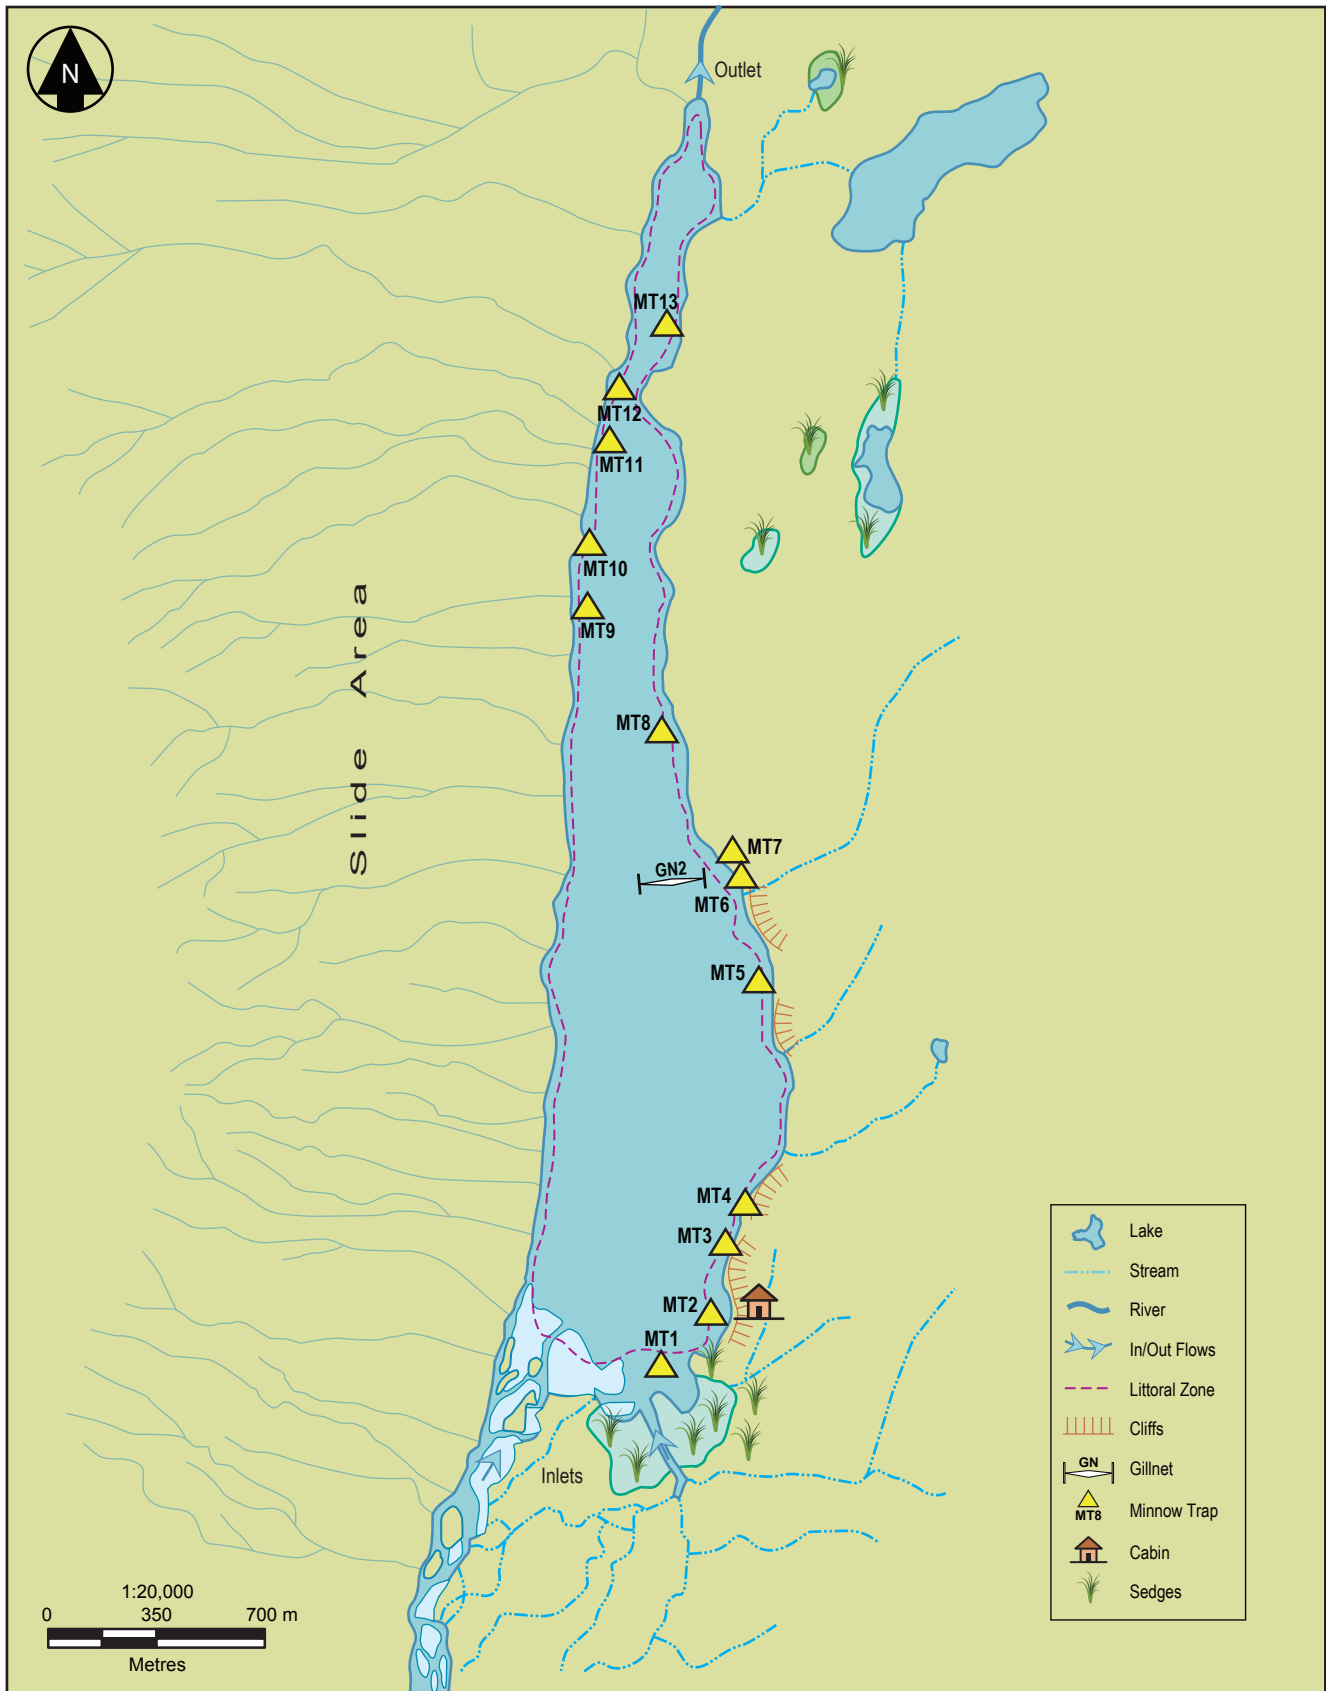 N
Outlet
MT13
MT12
MT11
MT10
MT9
Slide Area
MT8
MT7
GN2
MT6
MT5
MT4
MT3
MT2
MT1
Inlets
Lake
Stream
River
In/Out Flows
Littoral Zone
Cliffs
GN
Gillnet
MT8
Minnow Trap
Cabin
Sedges
1:20,000
0 350 700 m
Metres